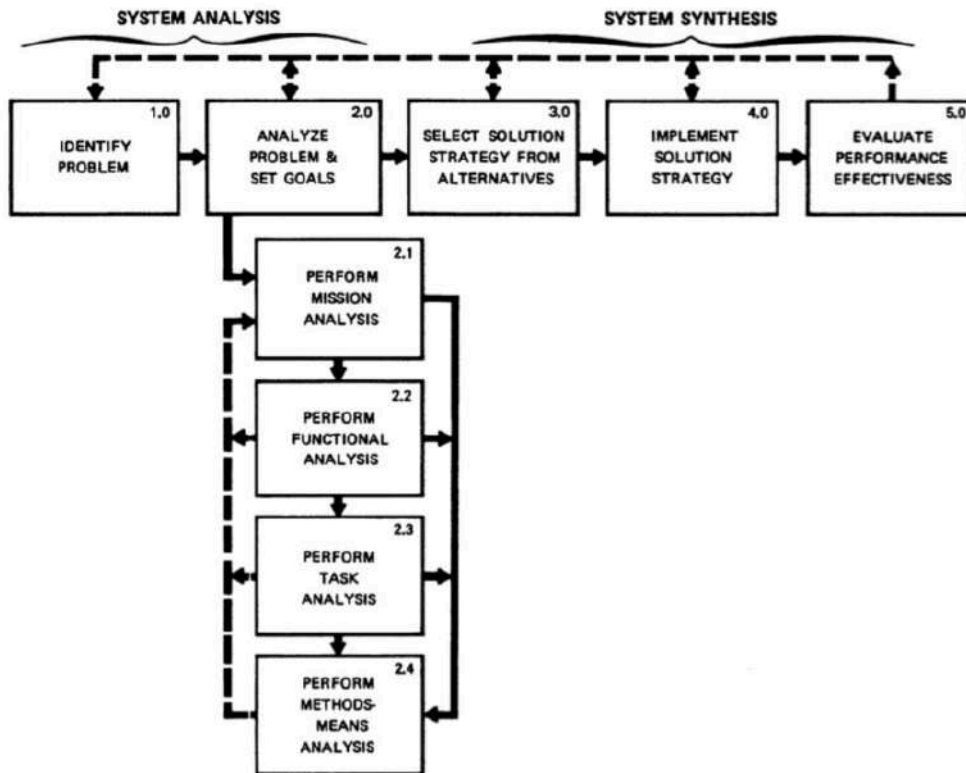 SYSTEM ANALYSIS
SYSTEM SYNTHESIS
1.0
IDENTIFY
PROBLEM
2.0
ANALYZE
PROBLEM &
SET GOALS
3.0
SELECT SOLUTION
STRATEGY FROM
ALTERNATIVES
4.0
IMPLEMENT
SOLUTION
STRATEGY
5.0
EVALUATE
PERFORMANCE
EFFECTIVENESS
2.1
PERFORM
MISSION
ANALYSIS
2.2
PERFORM
FUNCTIONAL
ANALYSIS
2.3
PERFORM
TASK
ANALYSIS
2.4
PERFORM
METHODS-
MEANS
ANALYSIS